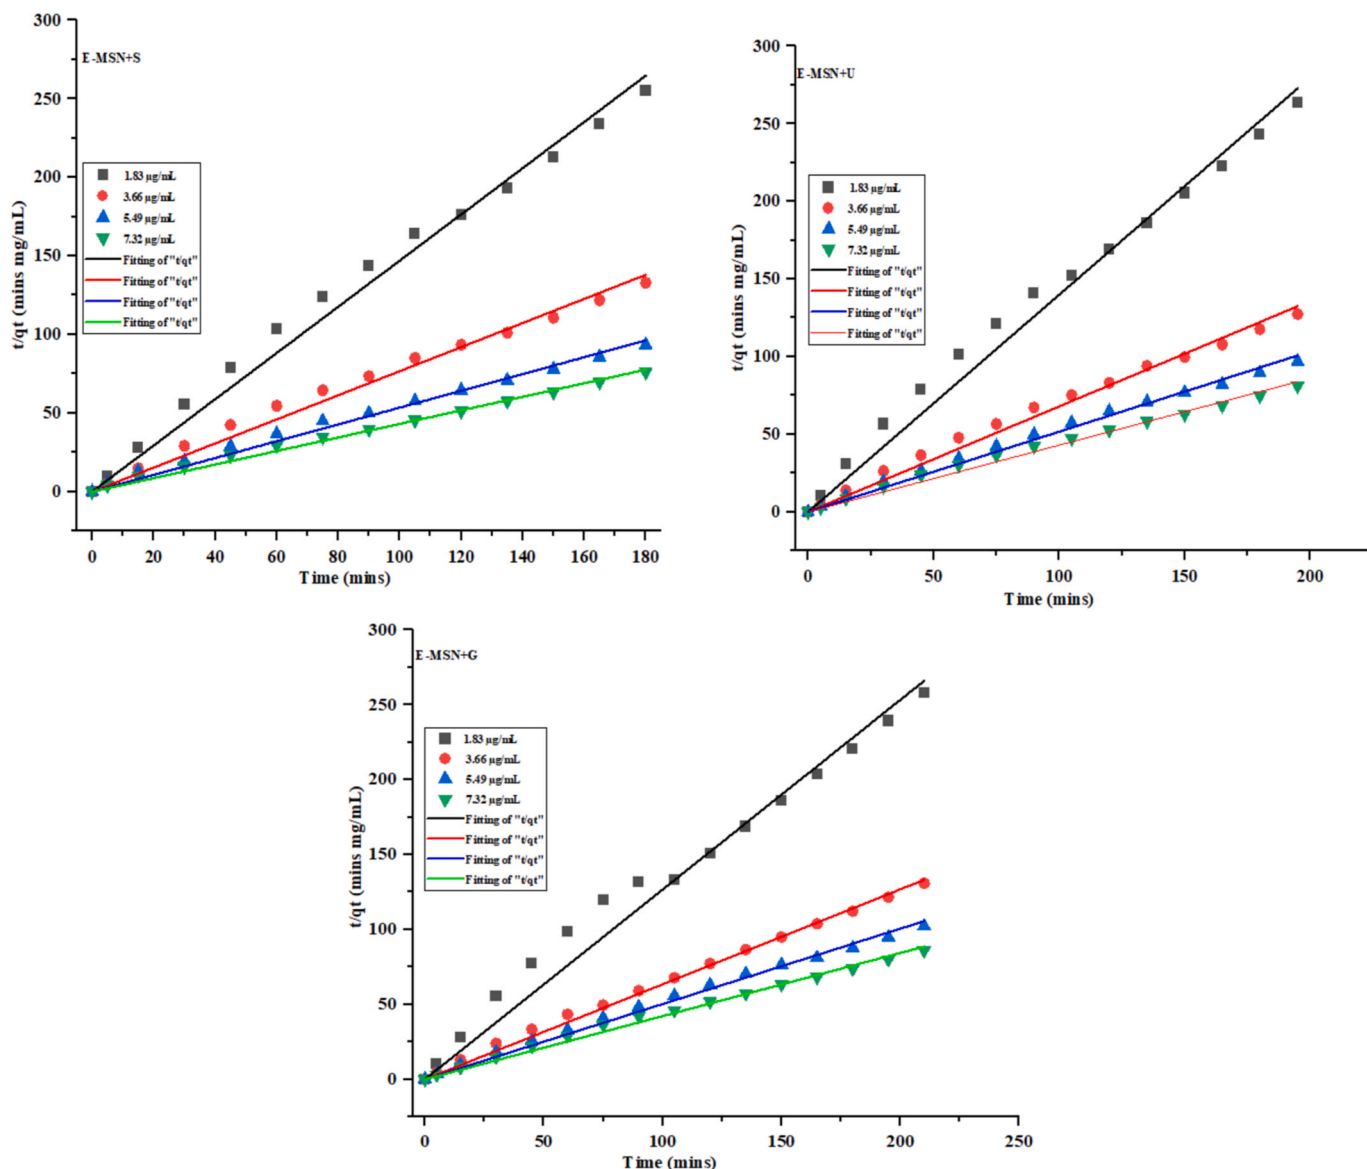 E-MSN+S
1.83 µg/mL
3.66 µg/mL
5.49 µg/mL
7.32 µg/mL
Fitting of "t/qt"
Fitting of "t/qt"
Fitting of "t/qt"
Fitting of "t/qt"
t/qt (mins mg/mL)
300
250
200
150
100
50
0
0 20 40 60 80 100 120 140 160 180
Time (mins)
E-MSN+U
1.83 µg/mL
3.66 µg/mL
5.49 µg/mL
7.32 µg/mL
Fitting of "t/qt"
Fitting of "t/qt"
Fitting of "t/qt"
Fitting of "t/qt"
t/qt (mins mg/mL)
300
250
200
150
100
50
0
0 50 100 150 200
Time (mins)
E-MSN+G
1.83 µg/mL
3.66 µg/mL
5.49 µg/mL
7.32 µg/mL
Fitting of "t/qt"
Fitting of "t/qt"
Fitting of "t/qt"
Fitting of "t/qt"
t/qt (mins mg/mL)
300
250
200
150
100
50
0
0 50 100 150 200 250
Time (mins)